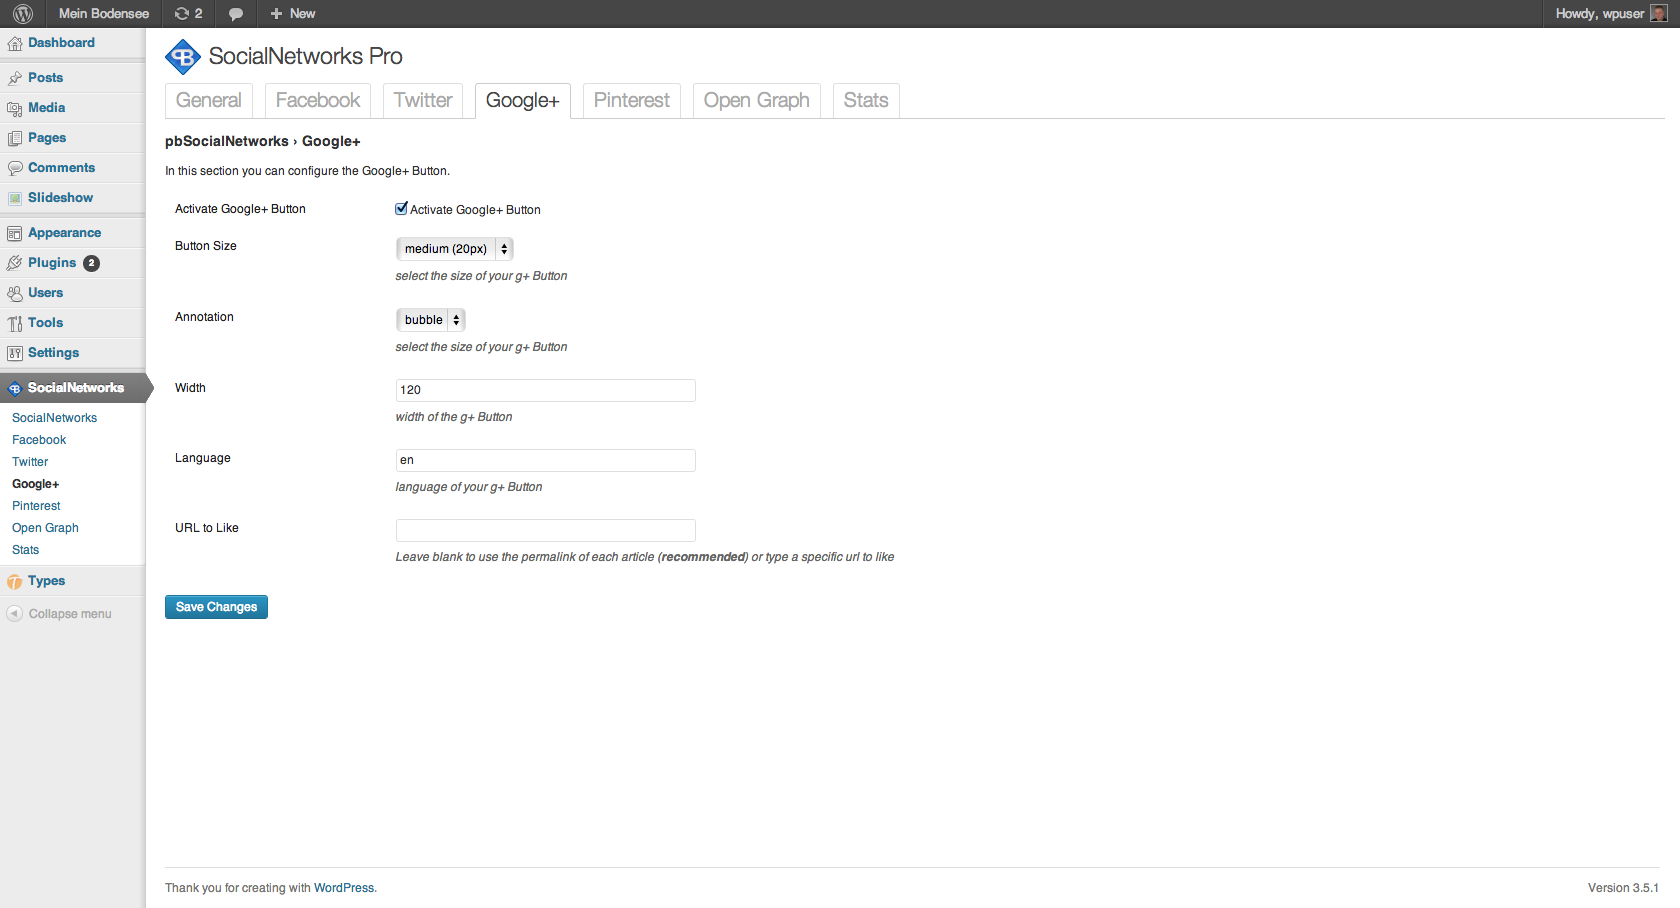 Mein Bodensee 2 New Howdy, wpuser
Dashboard
Posts
Media
Pages
Comments
Slideshow
Appearance
Plugins 2
Users
Tools
Settings
SocialNetworks
SocialNetworks
Facebook
Twitter
Google+
Pinterest
Open Graph
Stats
Types
Collapse menu
SocialNetworks Pro
General Facebook Twitter Google+ Pinterest Open Graph Stats
pbSocialNetworks › Google+
In this section you can configure the Google+ Button.
Activate Google+ Button Activate Google+ Button
Button Size medium (20px)
select the size of your g+ Button
Annotation bubble
select the size of your g+ Button
Width 120
width of the g+ Button
Language en
language of your g+ Button
URL to Like
Leave blank to use the permalink of each article (recommended) or type a specific url to like
Save Changes
Thank you for creating with WordPress. Version 3.5.1